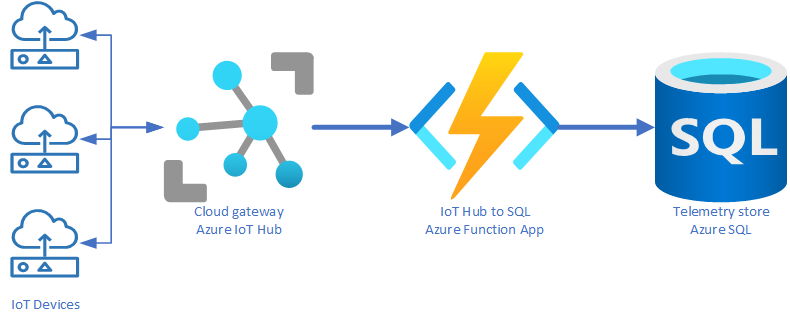 SQL
Cloud gateway
Azure IoT Hub
IoT Hub to SQL
Azure Function App
Telemetry store
Azure SQL
IoT Devices